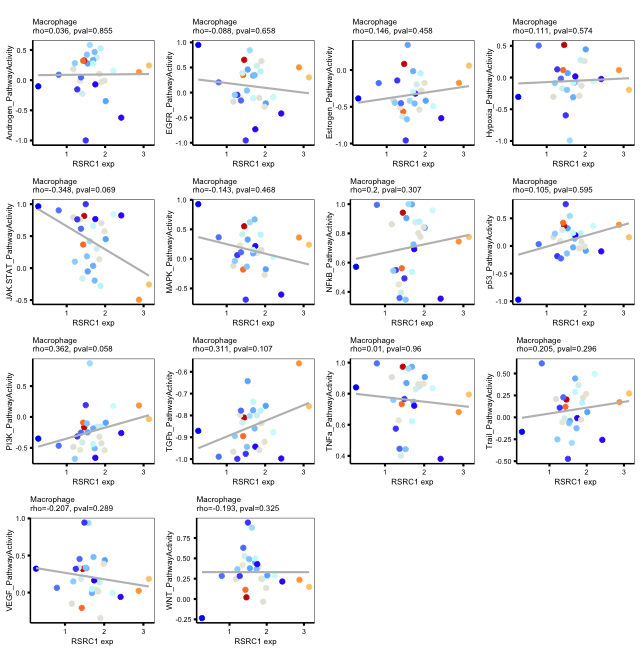 Macrophage
rho=0.036, pval=0.855
Androgen_PathwayActivity
0.5
0.0
-0.5
-1.0
1
2
3
RSRC1 exp
Macrophage
rho=-0.088, pval=0.658
EGFR_PathwayActivity
1.0
0.5
0.0
-0.5
-1.0
1
2
3
RSRC1 exp
Macrophage
rho=0.146, pval=0.458
Estrogen_PathwayActivity
0.0
-0.5
-1.0
1
2
3
RSRC1 exp
Macrophage
rho=0.111, pval=0.574
Hypoxia_PathwayActivity
0.5
0.0
-0.5
-1.0
1
2
3
RSRC1 exp
Macrophage
rho=-0.348, pval=0.069
JAK-STAT_PathwayActivity
1.0
0.5
0.0
-0.5
1
2
3
RSRC1 exp
Macrophage
rho=-0.143, pval=0.468
MAPK_PathwayActivity
1.0
0.5
0.0
-0.5
1
2
3
RSRC1 exp
Macrophage
rho=0.2, pval=0.307
NFkB_PathwayActivity
1.0
0.8
0.6
0.4
1
2
3
RSRC1 exp
Macrophage
rho=0.105, pval=0.595
p53_PathwayActivity
0.5
0.0
-0.5
-1.0
1
2
3
RSRC1 exp
Macrophage
rho=0.362, pval=0.058
PI3K_PathwayActivity
0.5
0.0
-0.5
1
2
3
RSRC1 exp
Macrophage
rho=0.311, pval=0.107
TGFb_PathwayActivity
-0.6
-0.7
-0.8
-0.9
-1.0
1
2
3
RSRC1 exp
Macrophage
rho=0.01, pval=0.96
TNFa_PathwayActivity
1.0
0.8
0.6
0.4
1
2
3
RSRC1 exp
Macrophage
rho=0.205, pval=0.296
Trail_PathwayActivity
0.50
0.25
0.00
-0.25
-0.50
1
2
3
RSRC1 exp
Macrophage
rho=-0.207, pval=0.289
VEGF_PathwayActivity
1.0
0.5
0.0
1
2
3
RSRC1 exp
Macrophage
rho=-0.193, pval=0.325
WNT_PathwayActivity
0.75
0.50
0.25
0.00
-0.25
1
2
3
RSRC1 exp